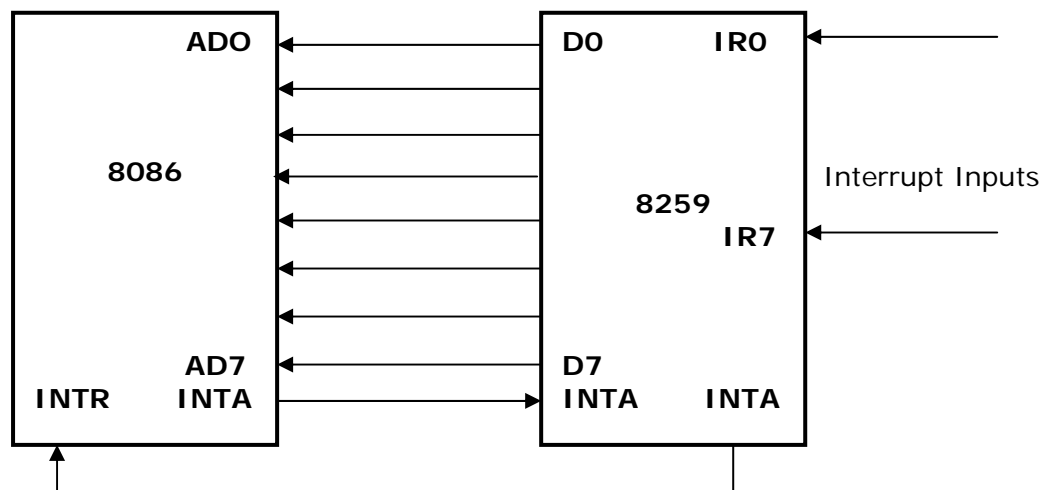 ADO D0 IR0
8086
Interrupt Inputs
8259
IR7
AD7 D7
INTR INTA INTA INTA